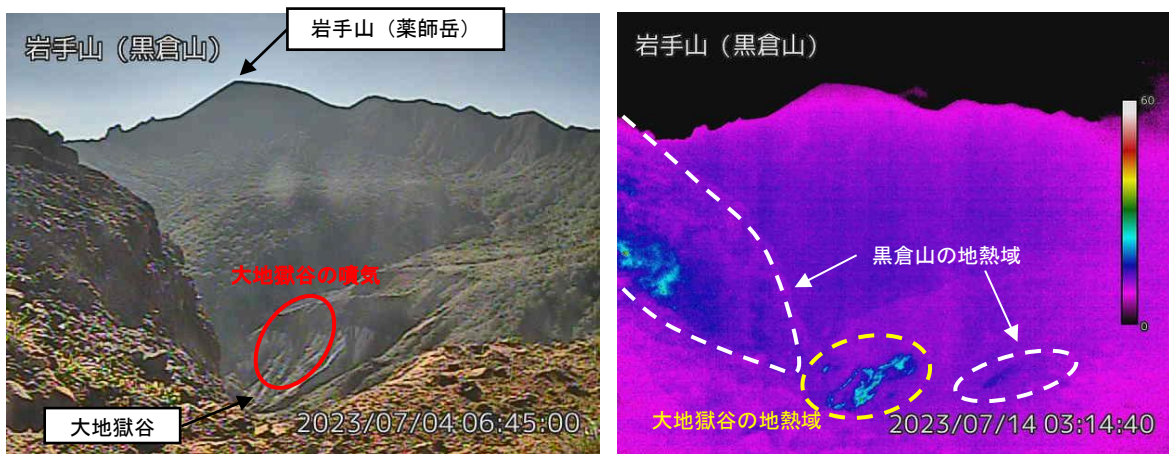 岩手山（黒倉山）
岩手山（薬師岳）
大地獄谷の噴気
大地獄谷
2023/07/04 06:45:00
岩手山（黒倉山）
60
0
黒倉山の地熱域
大地獄谷の地熱域
2023/07/14 03:14:40